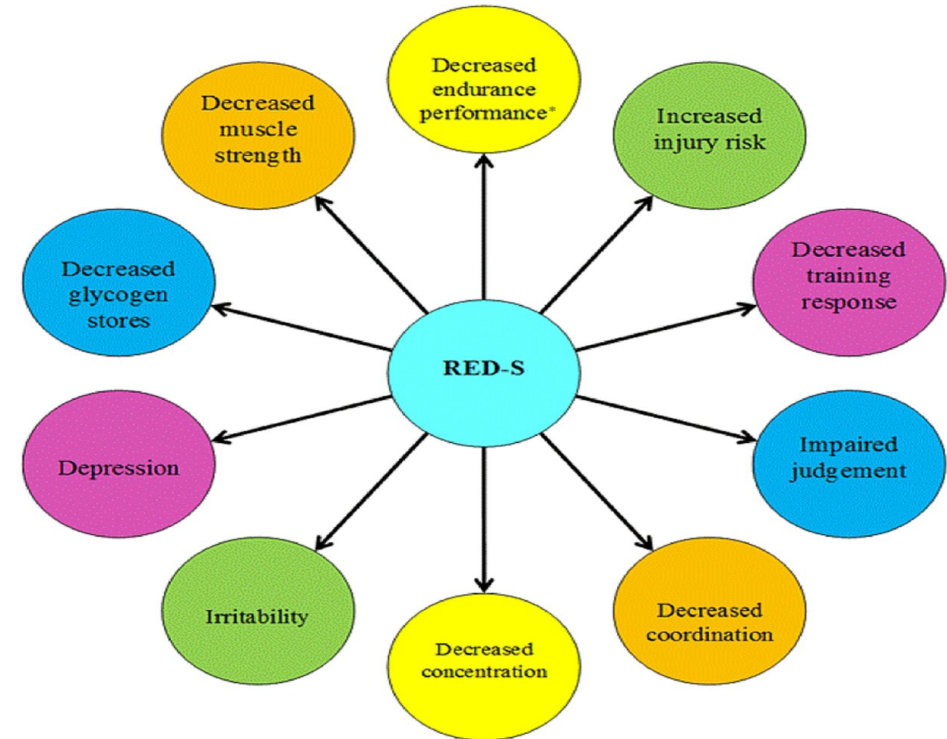 Decreased
endurance
performance*
Increased
injury risk
Decreased
training
response
Impaired
judgement
Decreased
coordination
Decreased
concentration
Irritability
Depression
Decreased
glycogen
stores
Decreased
muscle
strength
RED-S